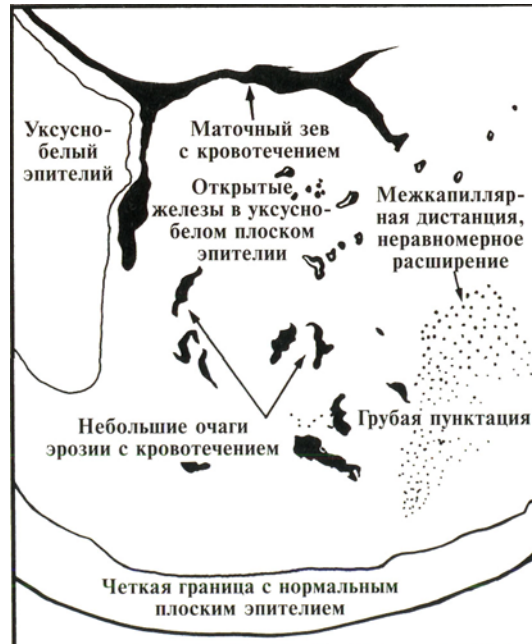 Уксусно-
белый
эпителий
Маточный зев
с кровотечением
Открытые
железы в уксусно-
белом плоском
эпителии
Межкапилляр-
ная дистанция,
неравномерное
расширение
Небольшие очаги
эрозии с кровотечением
Грубая пунктация
Четкая граница с нормальным
плоским эпителием